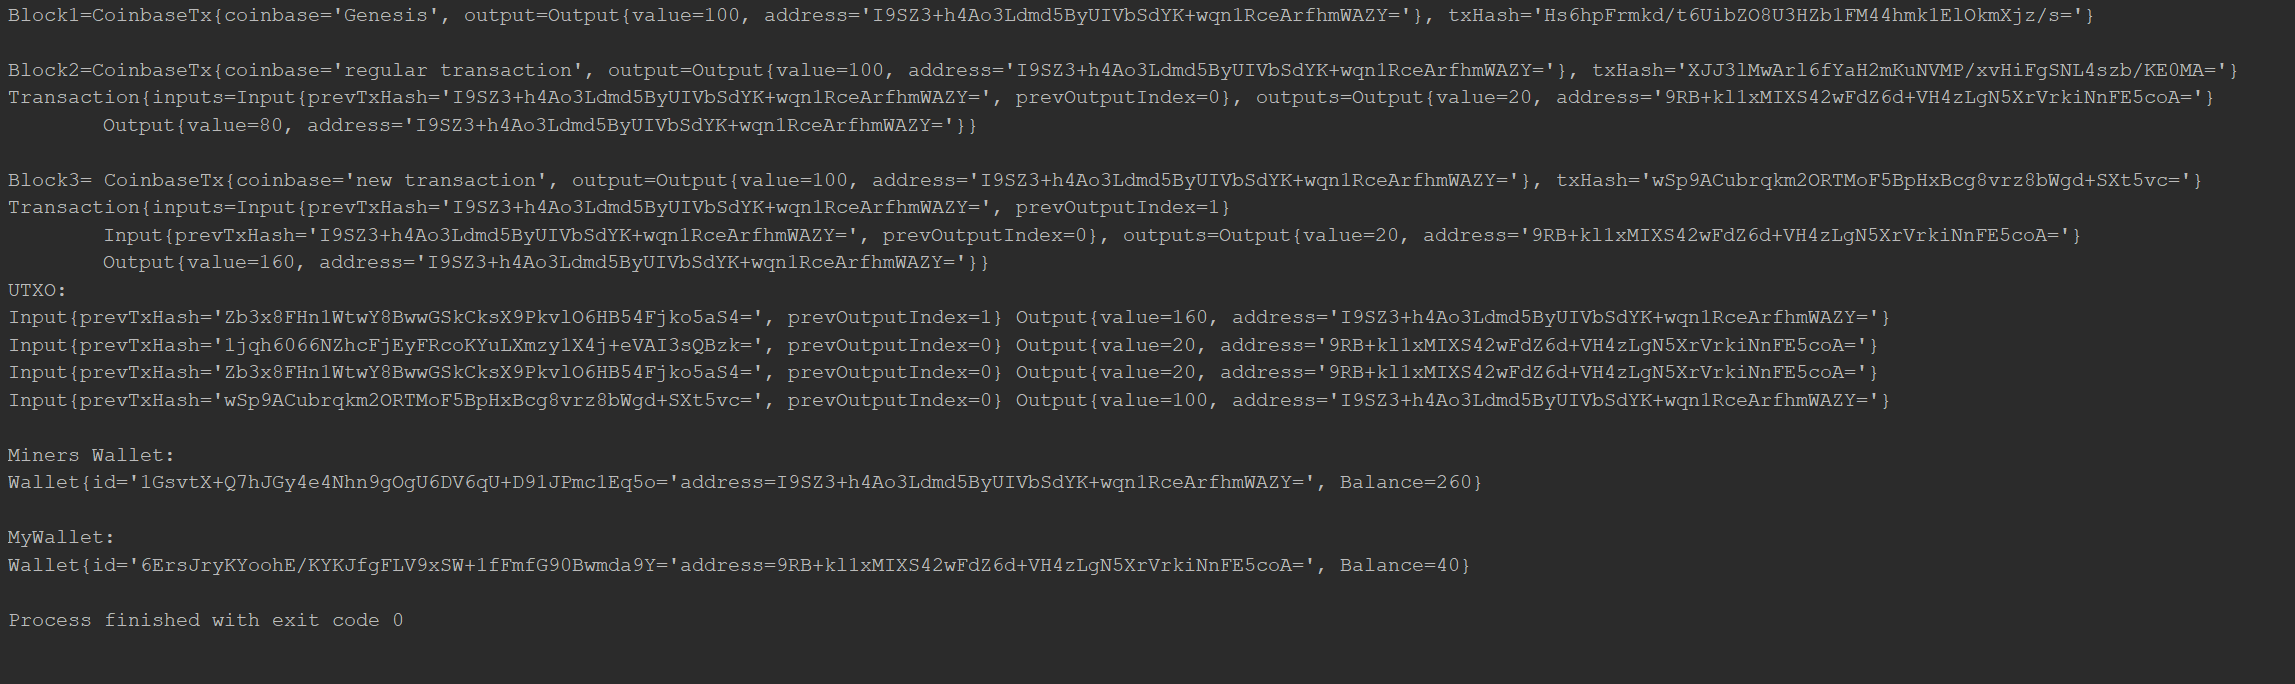 Block1=CoinbaseTx{coinbase='Genesis', output=Output{value=100, address='I9SZ3+h4Ao3Ldmd5ByUIVbSdYK+wqn1RceArfhmWAZY='}, txHash='Hs6hpFrmkd/t6UibZO8U3HZb1FM44hmk1ElOkmXjz/s='}
Block2=CoinbaseTx{coinbase='regular transaction', output=Output{value=100, address='I9SZ3+h4Ao3Ldmd5ByUIVbSdYK+wqn1RceArfhmWAZY='}, txHash='XJJ3lMwArl6fYaH2mKuNVMP/xvHiFgSNL4szb/KE0MA='}
Transaction{inputs=Input{prevTxHash='I9SZ3+h4Ao3Ldmd5ByUIVbSdYK+wqn1RceArfhmWAZY=', prevOutputIndex=0}, outputs=Output{value=20, address='9RB+kl1xMIXS42wFdZ6d+VH4zLgN5XrVrkiNnFE5coA='}
Output{value=80, address='I9SZ3+h4Ao3Ldmd5ByUIVbSdYK+wqn1RceArfhmWAZY='}}
Block3= CoinbaseTx{coinbase='new transaction', output=Output{value=100, address='I9SZ3+h4Ao3Ldmd5ByUIVbSdYK+wqn1RceArfhmWAZY='}, txHash='wSp9ACubrqkm2ORTMoF5BpHxBcg8vrz8bWgd+SXt5vc='}
Transaction{inputs=Input{prevTxHash='I9SZ3+h4Ao3Ldmd5ByUIVbSdYK+wqn1RceArfhmWAZY=', prevOutputIndex=1}
Input{prevTxHash='I9SZ3+h4Ao3Ldmd5ByUIVbSdYK+wqn1RceArfhmWAZY=', prevOutputIndex=0}, outputs=Output{value=20, address='9RB+kl1xMIXS42wFdZ6d+VH4zLgN5XrVrkiNnFE5coA='}
Output{value=160, address='I9SZ3+h4Ao3Ldmd5ByUIVbSdYK+wqn1RceArfhmWAZY='}}
UTXO:
Input{prevTxHash='Zb3x8FHn1WtwY8BwwGSkCksX9PkvlO6HB54Fjko5aS4=', prevOutputIndex=1} Output{value=160, address='I9SZ3+h4Ao3Ldmd5ByUIVbSdYK+wqn1RceArfhmWAZY='}
Input{prevTxHash='1jqh6066NZhcFjEyFRcoKYuLXmzy1X4j+eVAI3sQBzk=', prevOutputIndex=0} Output{value=20, address='9RB+kl1xMIXS42wFdZ6d+VH4zLgN5XrVrkiNnFE5coA='}
Input{prevTxHash='Zb3x8FHn1WtwY8BwwGSkCksX9PkvlO6HB54Fjko5aS4=', prevOutputIndex=0} Output{value=20, address='9RB+kl1xMIXS42wFdZ6d+VH4zLgN5XrVrkiNnFE5coA='}
Input{prevTxHash='wSp9ACubrqkm2ORTMoF5BpHxBcg8vrz8bWgd+SXt5vc=', prevOutputIndex=0} Output{value=100, address='I9SZ3+h4Ao3Ldmd5ByUIVbSdYK+wqn1RceArfhmWAZY='}
Miners Wallet:
Wallet{id='1GsvtX+Q7hJGy4e4Nhn9gOgU6DV6qU+D91JPmc1Eq5o='address=I9SZ3+h4Ao3Ldmd5ByUIVbSdYK+wqn1RceArfhmWAZY=', Balance=260}
MyWallet:
Wallet{id='6ErsJryKYoohE/KYKJfgFLV9xSW+1fFmfG90Bwmda9Y='address=9RB+kl1xMIXS42wFdZ6d+VH4zLgN5XrVrkiNnFE5coA=', Balance=40}
Process finished with exit code 0